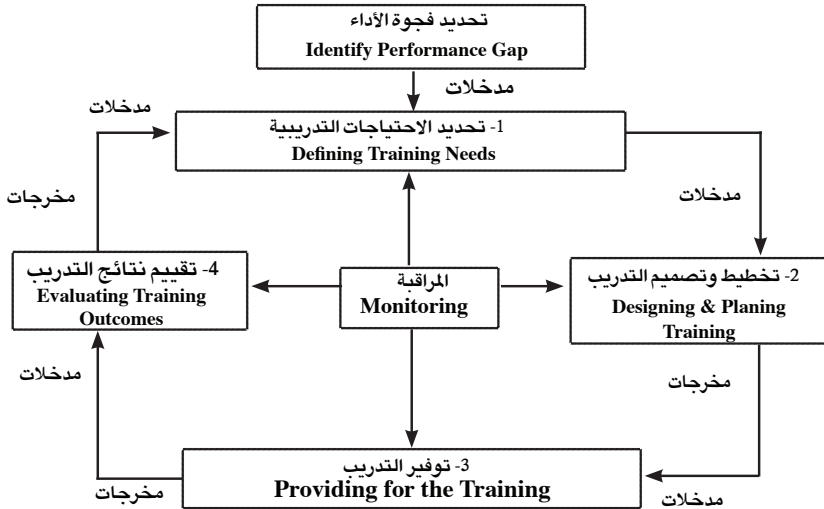 تحديد فجوة الأداء
Identify Performance Gap
مدخلات
مدخلات
1- تحديد الاحتياجات التدريبية
Defining Training Needs
مدخلات
مخرجات
2- تخطيط وتصميم التدريب
Designing & Planing
Training
المراقبة
Monitoring
4- تقييم نتائج التدريب
Evaluating Training
Outcomes
مخرجات
مدخلات
3- توفير التدريب
Providing for the Training
مدخلات
مخرجات